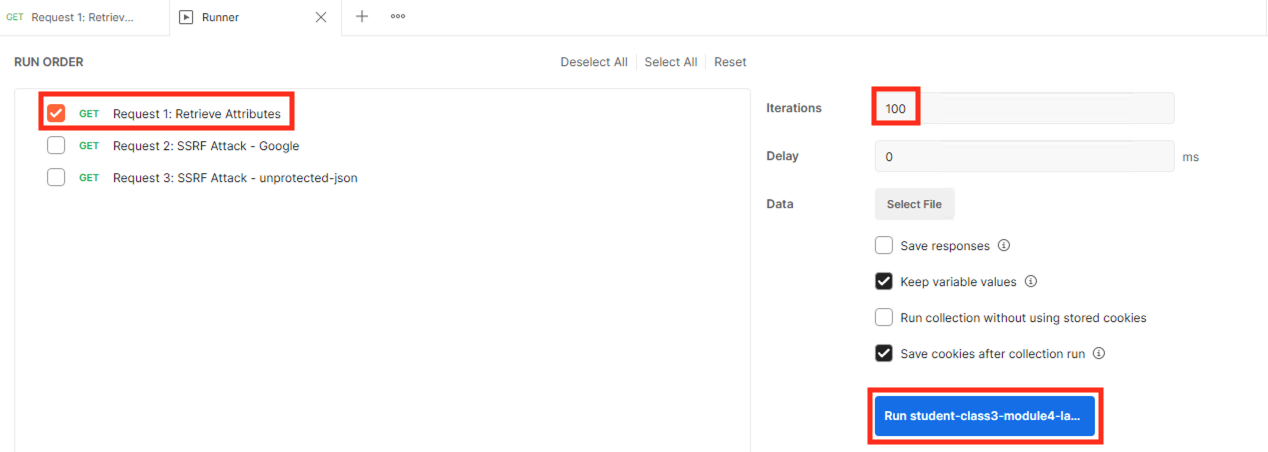 GET Request 1: Retriev...
Runner
RUN ORDER
Deselect All
Select All
Reset
GET Request 1: Retrieve Attributes
GET Request 2: SSRF Attack - Google
GET Request 3: SSRF Attack - unprotected-json
Iterations
100
Delay
0
ms
Data
Select File
Save responses
Keep variable values
Run collection without using stored cookies
Save cookies after collection run
Run student-class3-module4-la...